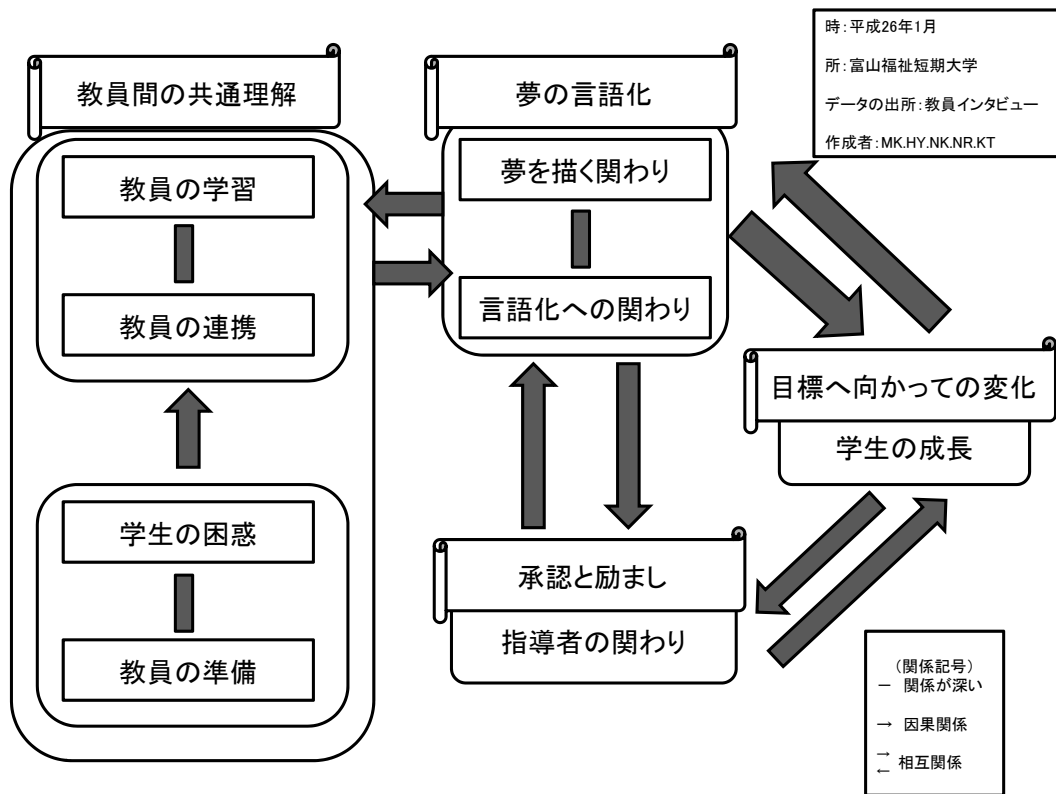 時：平成26年1月
所：富山福祉短期大学
データの出所：教員インタビュー
作成者：MK.HY.NK.NR.KT
教員間の共通理解
教員の学習
教員の連携
学生の困惑
教員の準備
夢の言語化
夢を描く関わり
言語化への関わり
目標へ向かっての変化
学生の成長
承認と励まし
指導者の関わり
（関係記号）
― 関係が深い
→ 因果関係
→
← 相互関係